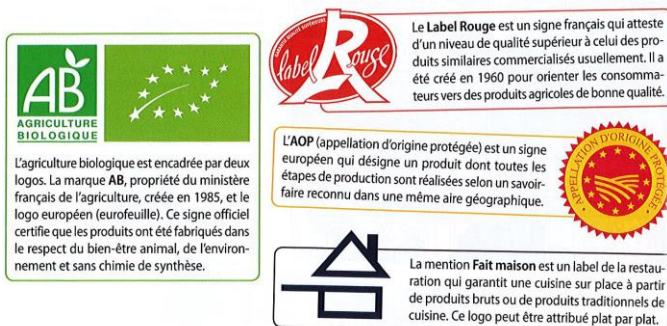 AB
AGRICULTURE
BIOLOGIQUE
L'agriculture biologique est encadrée par deux
logos. La marque AB, propriété du ministère
français de l'agriculture, créée en 1985, et le
logo européen (eurofeuille). Ce signe officiel
certifie que les produits ont été fabriqués dans
le respect du bien-être animal, de l'environ-
nement et sans chimie de synthèse.
label Rouge
Le Label Rouge est un signe français qui atteste
d'un niveau de qualité supérieur à celui des pro-
duits similaires commercialisés usuellement. Il a
été créé en 1960 pour orienter les consomma-
teurs vers des produits agricoles de bonne qualité.
L'AOP (appellation d'origine protégée) est un signe
européen qui désigne un produit dont toutes les
étapes de production sont réalisées selon un savoir-
faire reconnu dans une même aire géographique.
APPELLATION D'ORIGINE PROTÉGÉE
La mention Fait maison est un label de la restau-
ration qui garantit une cuisine sur place à partir
de produits bruts ou de produits traditionnels de
cuisine. Ce logo peut être attribué plat par plat.